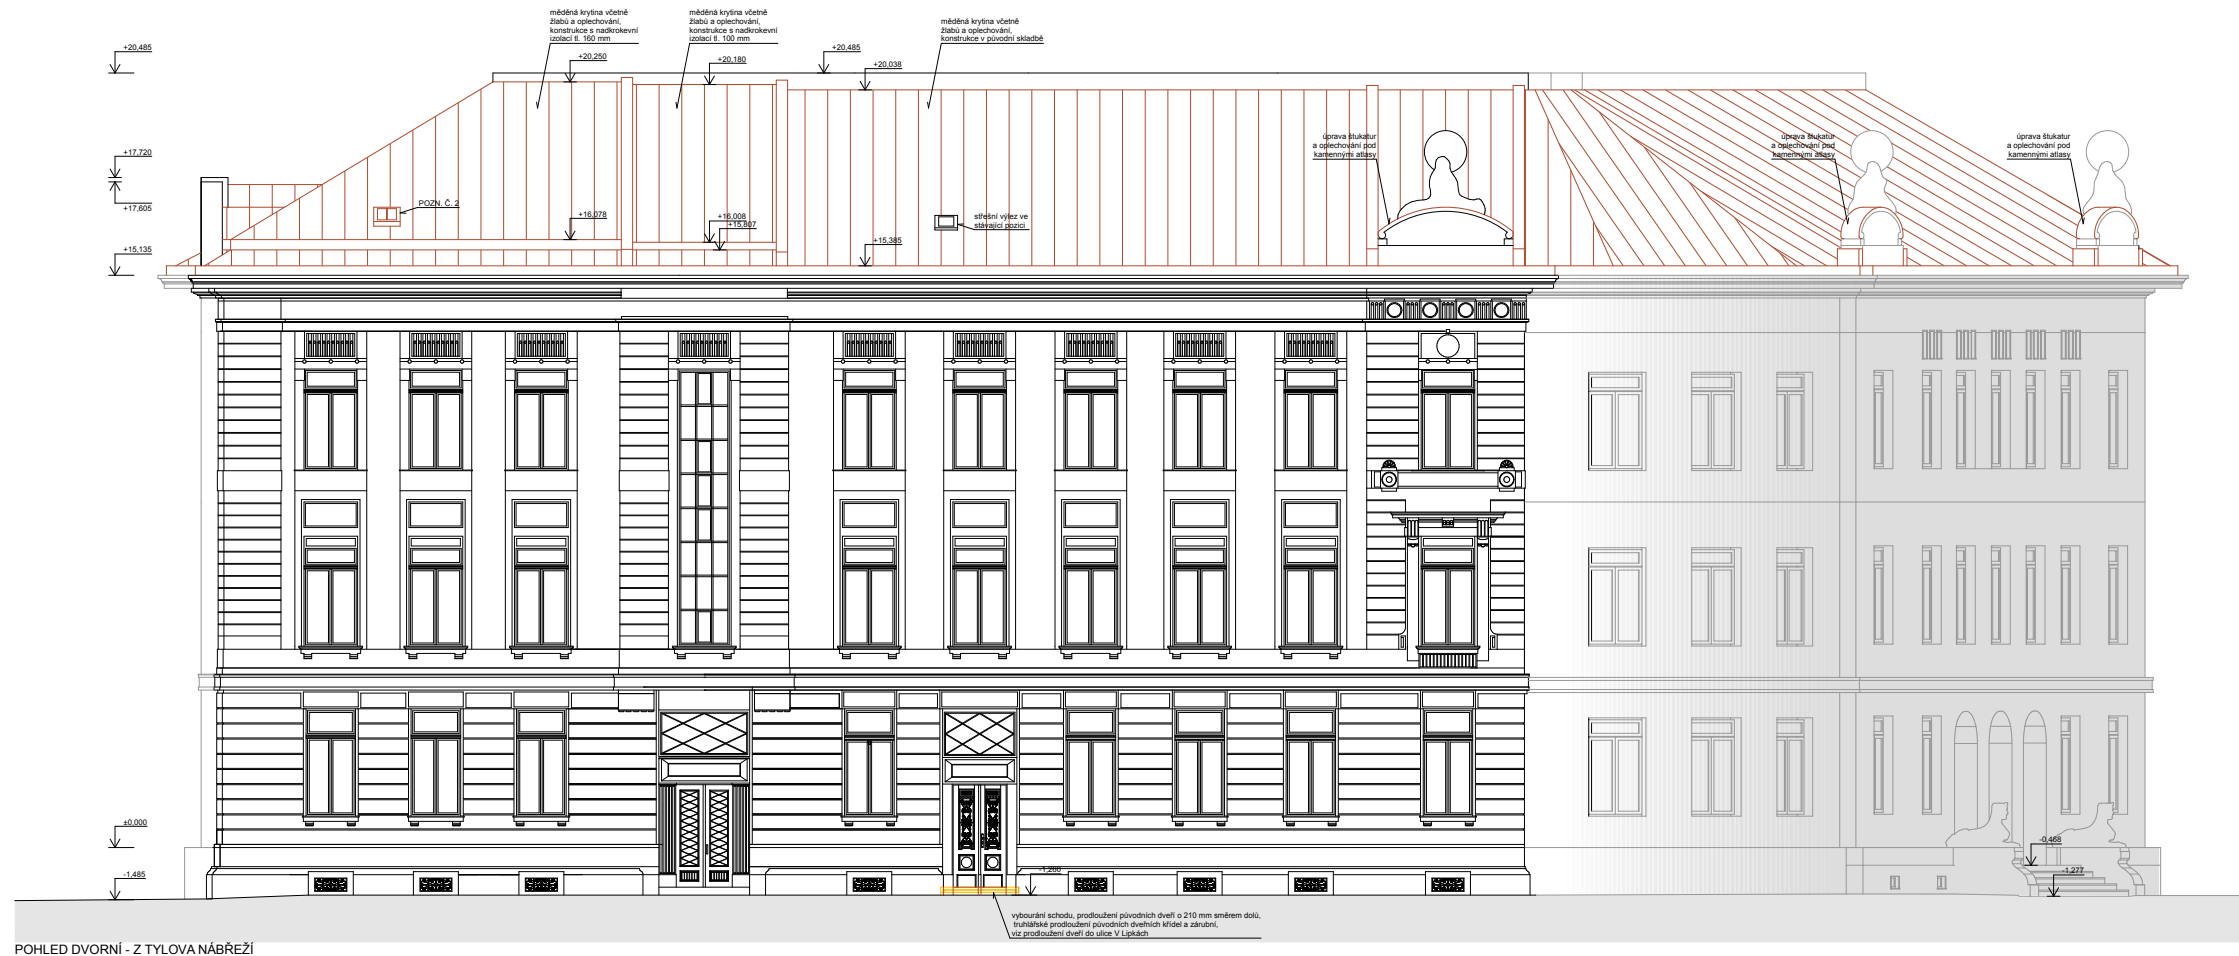 měděná krytina včetně
žlabů a oplechování,
konstrukce s nadkrokevní
izolací tl. 160 mm
měděná krytina včetně
žlabů a oplechování,
konstrukce s nadkrokevní
izolací tl. 100 mm
měděná krytina včetně
žlabů a oplechování,
konstrukce v původní skladbě
+20,485
+20,250
+20,180
+20,485
+20,038
+17,720
+17,605
+15,135
POZN. Č. 2
+16,078
+16,008
+15,807
+15,385
střešní výlez ve
stávající pozici
úprava štukatur
a oplechování pod
kamennými atlasy
úprava štukatur
a oplechování pod
kamennými atlasy
úprava štukatur
a oplechování pod
kamennými atlasy
±0,000
-1,485
-1,260
-0,468
-1,277
vybourání schodu, prodloužení původních dveří o 210 mm směrem dolů,
truhlářské prodloužení původních dveřních křídel a zárubní,
viz prodloužení dveří do ulice V Lipkách
POHLED DVORNÍ - Z TYLOVA NÁBŘEŽÍ